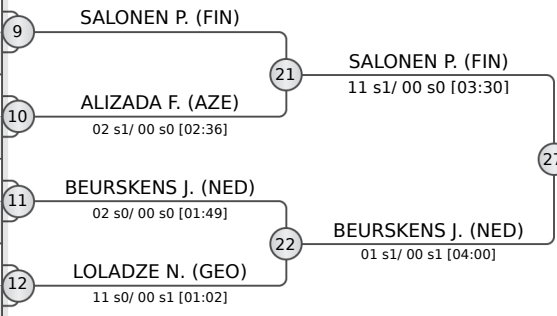 9
SALONEN P. (FIN)
21
SALONEN P. (FIN)
11 s1/ 00 s0 [03:30]
10
ALIZADA F. (AZE)
02 s1/ 00 s0 [02:36]
27
11
BEURSKENS J. (NED)
02 s0/ 00 s0 [01:49]
22
BEURSKENS J. (NED)
01 s1/ 00 s1 [04:00]
12
LOLADZE N. (GEO)
11 s0/ 00 s1 [01:02]